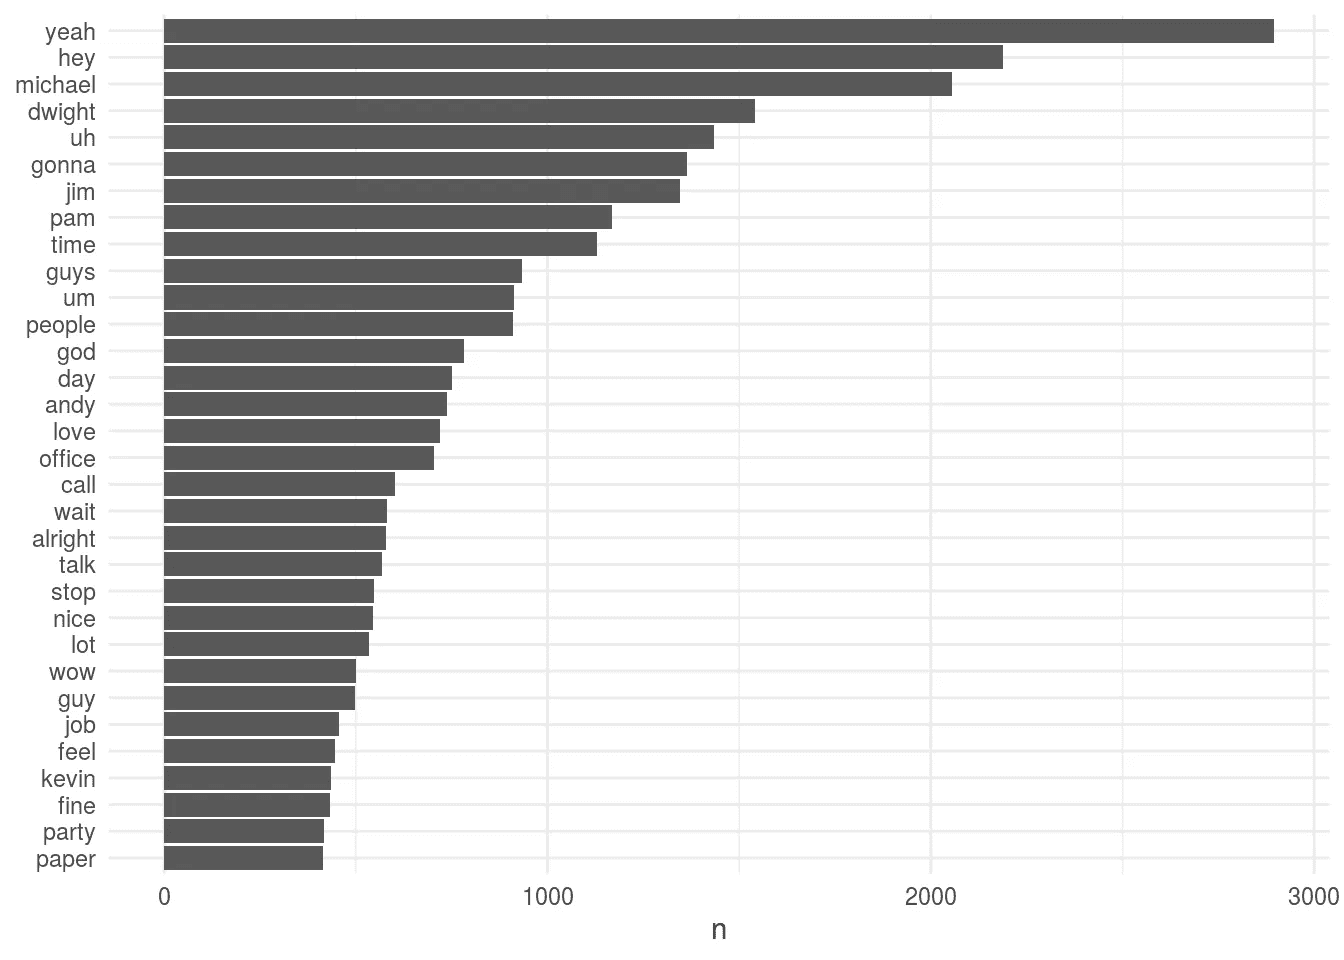 yeah
hey
michael
dwight
uh
gonna
jim
pam
time
guys
um
people
god
day
andy
love
office
call
wait
alright
talk
stop
nice
lot
wow
guy
job
feel
kevin
fine
party
paper
0 1000 2000 3000
n